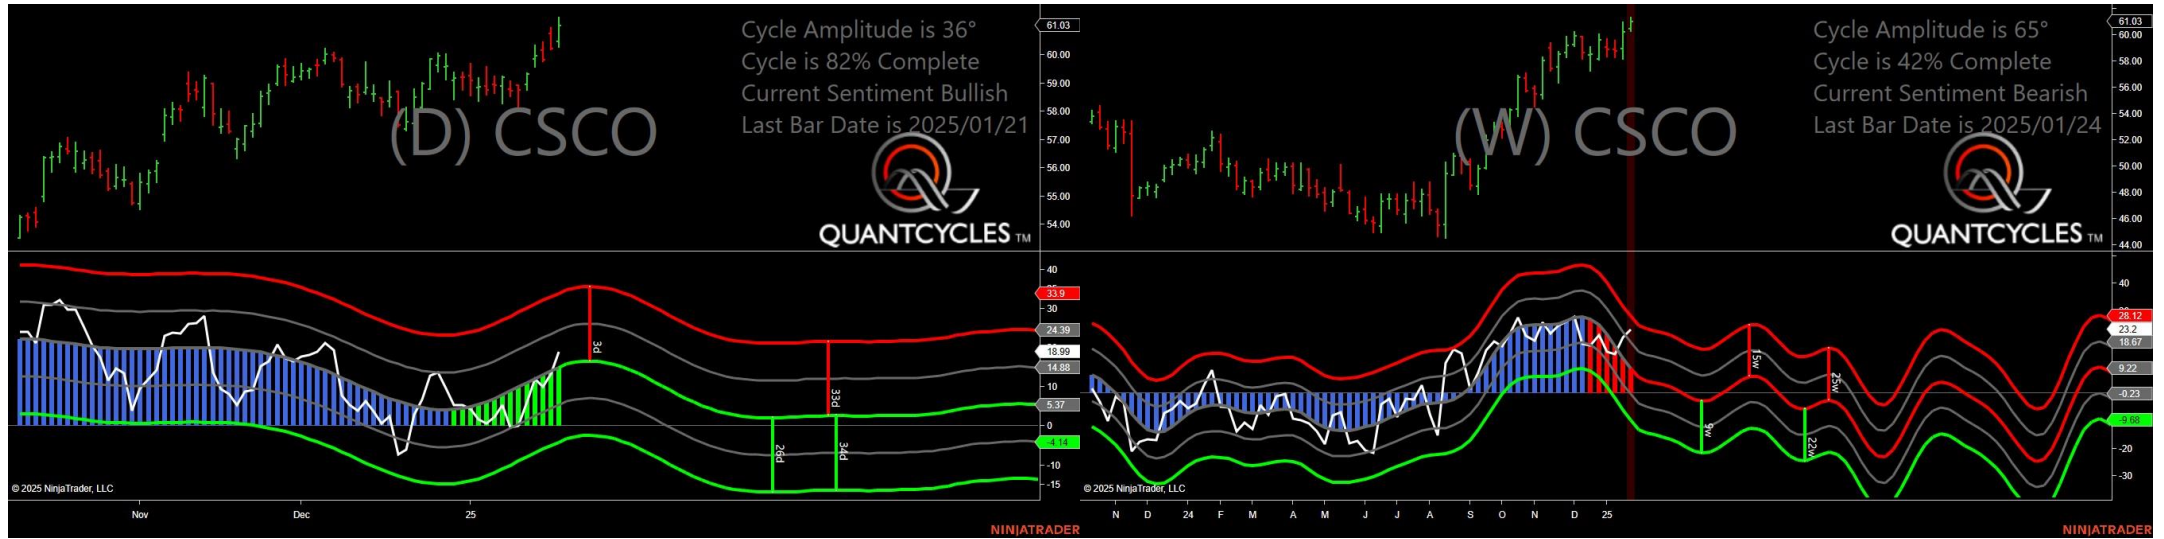 Cycle Amplitude is 36°
Cycle is 82% Complete
Current Sentiment Bullish
Last Bar Date is 2025/01/21
(D) CSCO
QUANTCYCLES TM
61.03
60.00
59.00
58.00
57.00
56.00
55.00
54.00
40
33.9
30
24.39
18.99
14.88
10
5.37
0
-4.14
-10
-15
3d
33d
26d
34d
© 2025 NinjaTrader, LLC
Nov
Dec
25
NINJATRADER
Cycle Amplitude is 65°
Cycle is 42% Complete
Current Sentiment Bearish
Last Bar Date is 2025/01/24
(W) CSCO
QUANTCYCLES TM
61.03
60.00
58.00
56.00
54.00
52.00
50.00
48.00
46.00
44.00
40
28.12
23.2
18.67
9.22
-0.23
-9.68
-20
-30
15w
25w
9w
22w
© 2025 NinjaTrader, LLC
N D 24 F M A M J J A S O N D 25
NINJATRADER